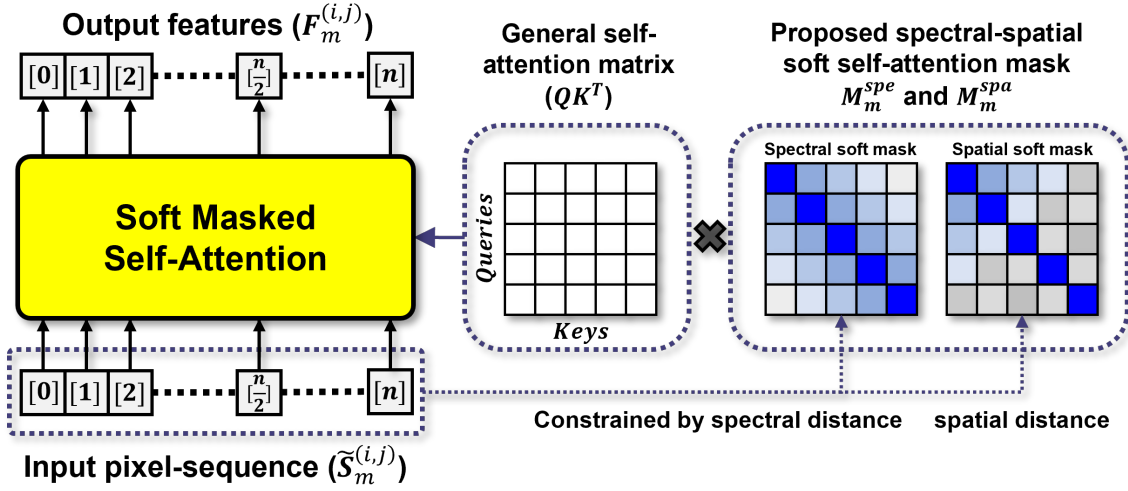 Output features (F_m^{(i,j)})
[0] [1] [2] [n/2] [n]
Soft Masked
Self-Attention
[0] [1] [2] [n/2] [n]
Input pixel-sequence (S̃_m^{(i,j)})
General self-
attention matrix
(QK^T)
Queries
Keys
Proposed spectral-spatial
soft self-attention mask
M_m^{spe} and M_m^{spa}
Spectral soft mask
Spatial soft mask
Constrained by spectral distance
spatial distance